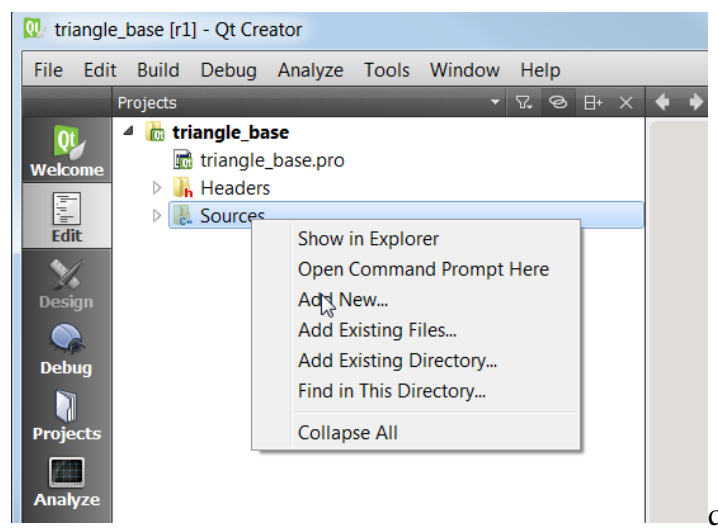 triangle_base [r1] - Qt Creator
File Edit Build Debug Analyze Tools Window Help
Projects
triangle_base
triangle_base.pro
Headers
Sources
Welcome
Edit
Design
Debug
Projects
Analyze
Show in Explorer
Open Command Prompt Here
Add New...
Add Existing Files...
Add Existing Directory...
Find in This Directory...
Collapse All